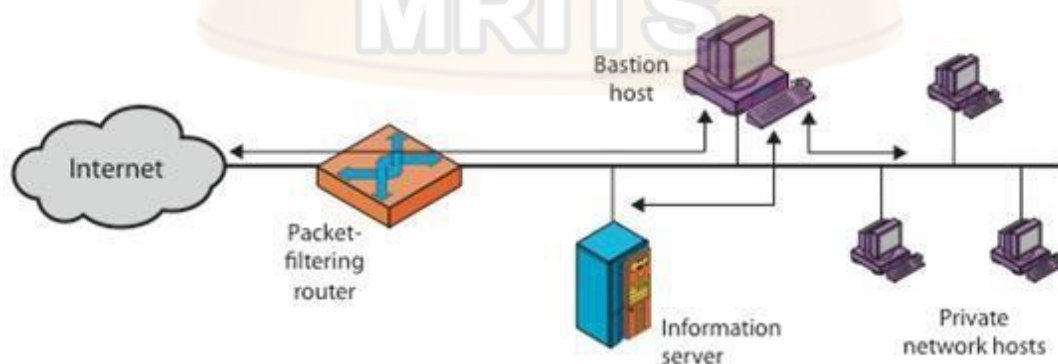 MRITS
Bastion
host
Internet
Packet-
filtering
router
Information
server
Private
network hosts